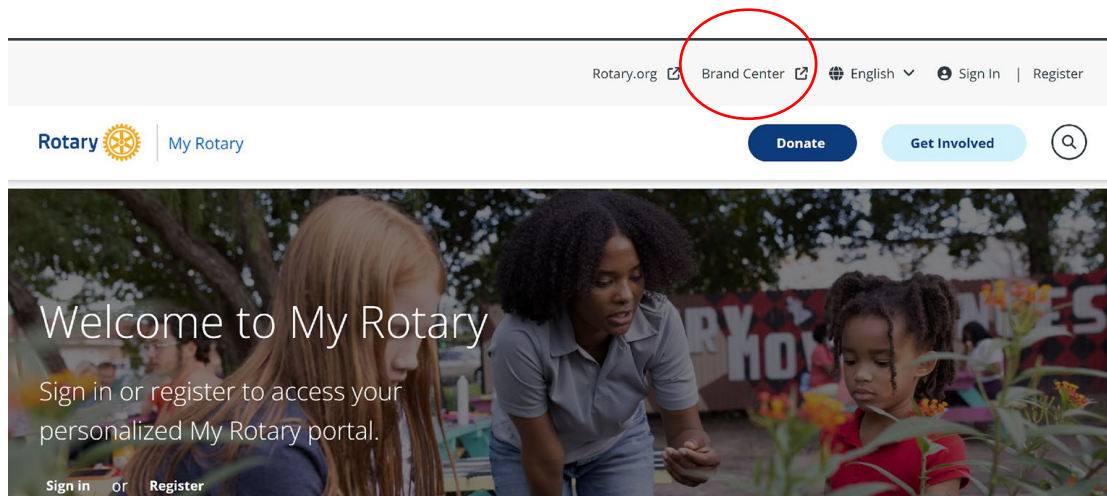 Rotary.org Brand Center English Sign In | Register
Rotary | My Rotary Donate Get Involved
Welcome to My Rotary
Sign in or register to access your
personalized My Rotary portal.
Sign in or Register